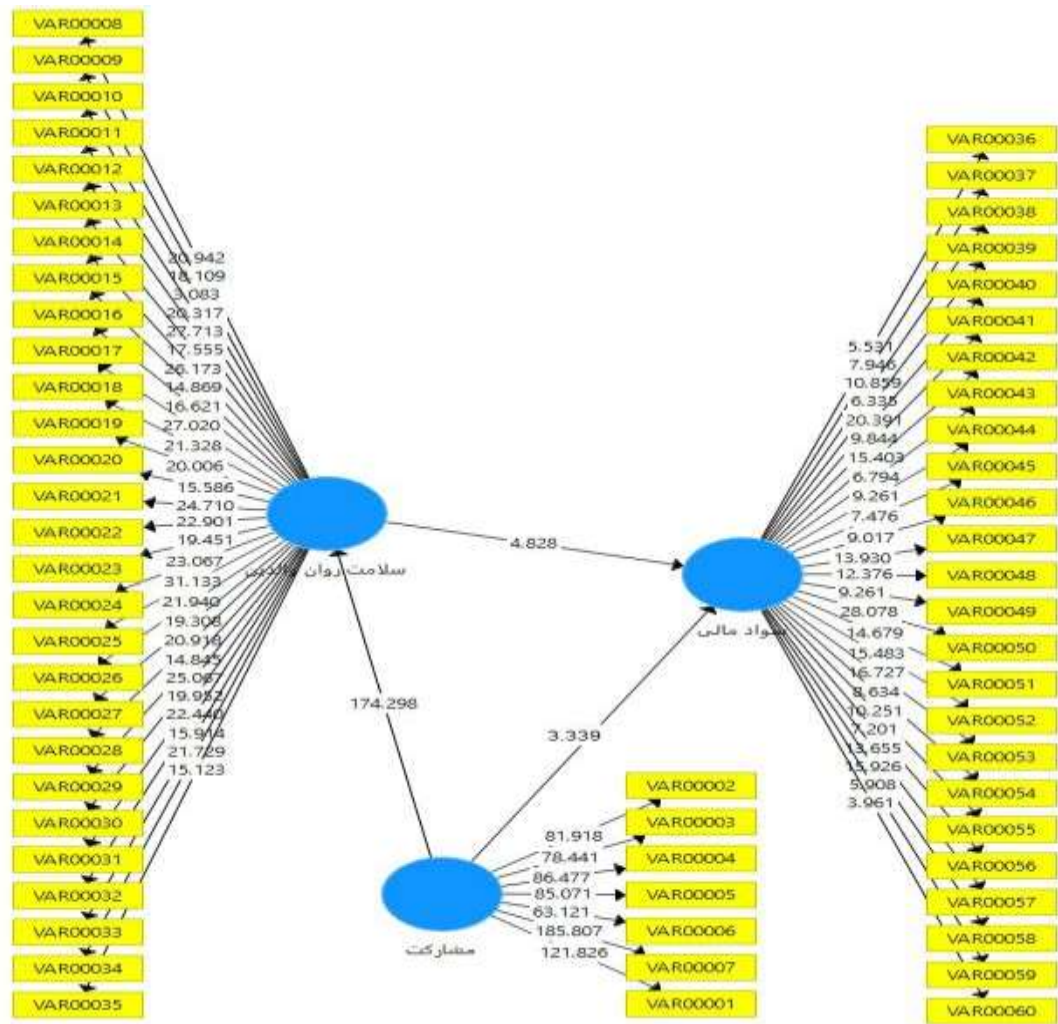 VAR00008
VAR00009
VAR00010
VAR00011
VAR00012
VAR00013
VAR00014
VAR00015
VAR00016
VAR00017
VAR00018
VAR00019
VAR00020
VAR00021
VAR00022
VAR00023
VAR00024
VAR00025
VAR00026
VAR00027
VAR00028
VAR00029
VAR00030
VAR00031
VAR00032
VAR00033
VAR00034
VAR00035
20.942
18.109
3.083
20.317
27.713
17.555
26.173
14.869
16.621
27.020
21.328
20.006
15.586
24.710
22.901
19.451
23.067
31.133
21.940
19.308
20.918
14.845
25.067
19.952
22.440
15.914
21.729
15.123
سلامت روان والدین
4.828
174.298
3.339
سواد مالی
مشارکت
81.918
78.441
86.477
85.071
63.121
185.807
121.826
VAR00002
VAR00003
VAR00004
VAR00005
VAR00006
VAR00007
VAR00001
5.531
7.946
10.859
6.335
20.391
9.844
15.403
6.794
9.261
7.476
9.017
13.930
12.376
9.261
28.078
14.679
15.483
16.727
8.634
10.251
7.201
13.655
15.926
5.908
3.961
VAR00036
VAR00037
VAR00038
VAR00039
VAR00040
VAR00041
VAR00042
VAR00043
VAR00044
VAR00045
VAR00046
VAR00047
VAR00048
VAR00049
VAR00050
VAR00051
VAR00052
VAR00053
VAR00054
VAR00055
VAR00056
VAR00057
VAR00058
VAR00059
VAR00060